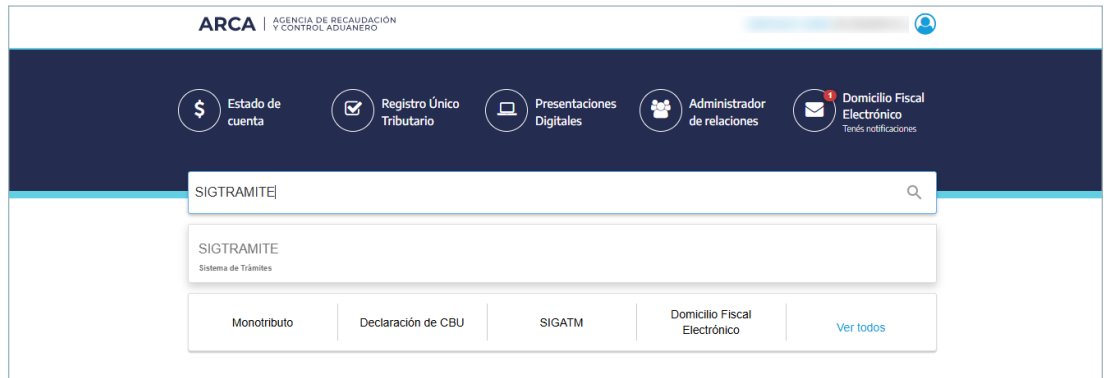 ARCA | AGENCIA DE RECAUDACIÓN
Y CONTROL ADUANERO
$ Estado de
cuenta
Registro Único
Tributario
Presentaciones
Digitales
Administrador
de relaciones
1
Domicilio Fiscal
Electrónico
Tenés notificaciones
SIGTRAMITE
SIGTRAMITE
Sistema de Trámites
Monotributo
Declaración de CBU
SIGATM
Domicilio Fiscal
Electrónico
Ver todos